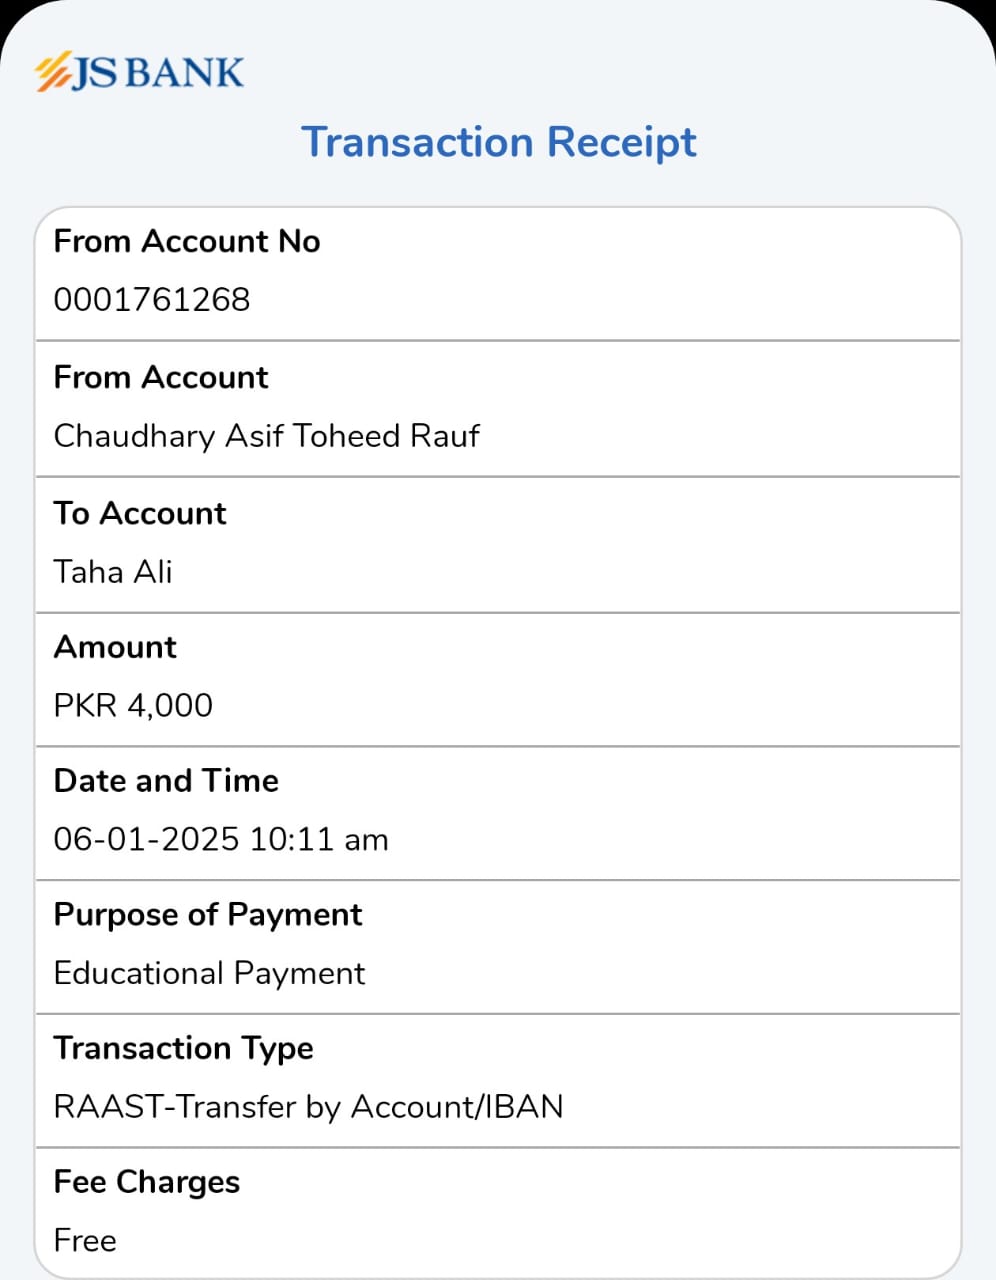 JS BANK
Transaction Receipt
From Account No
0001761268
From Account
Chaudhary Asif Toheed Rauf
To Account
Taha Ali
Amount
PKR 4,000
Date and Time
06-01-2025 10:11 am
Purpose of Payment
Educational Payment
Transaction Type
RAAST-Transfer by Account/IBAN
Fee Charges
Free